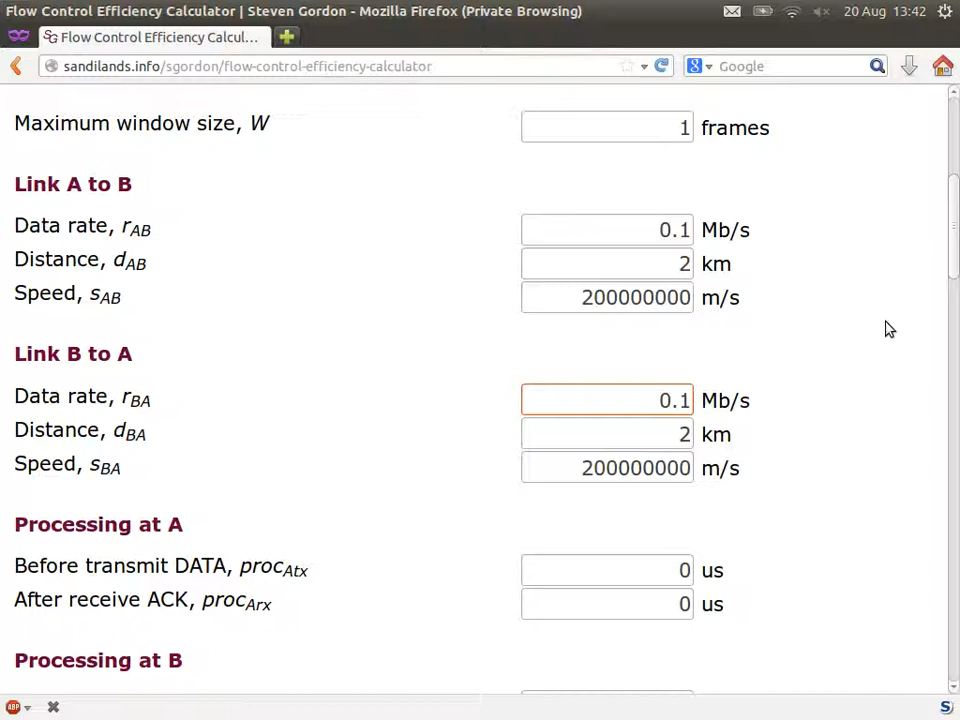 Flow Control Efficiency Calculator | Steven Gordon - Mozilla Firefox (Private Browsing)
20 Aug 13:42
SG Flow Control Efficiency Calcul...
sandilands.info/sgordon/flow-control-efficiency-calculator
8 Google
Maximum window size, W
1 frames
Link A to B
Data rate, rAB
0.1 Mb/s
Distance, dAB
2 km
Speed, sAB
200000000 m/s
Link B to A
Data rate, rBA
0.1 Mb/s
Distance, dBA
2 km
Speed, sBA
200000000 m/s
Processing at A
Before transmit DATA, procAtx
0 us
After receive ACK, procArx
0 us
Processing at B
ABP
S